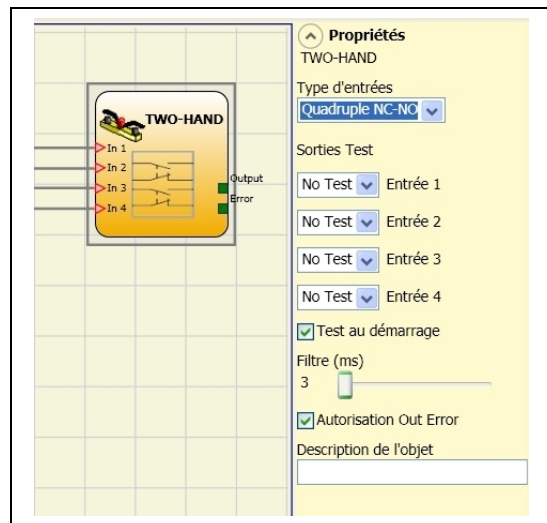 TWO-HAND
In 1
In 2
In 3
In 4
Output
Error
Propriétés
TWO-HAND
Type d'entrées
Quadruple NC-NO
Sorties Test
No Test Entrée 1
No Test Entrée 2
No Test Entrée 3
No Test Entrée 4
Test au démarrage
Filtre (ms)
3
Autorisation Out Error
Description de l'objet